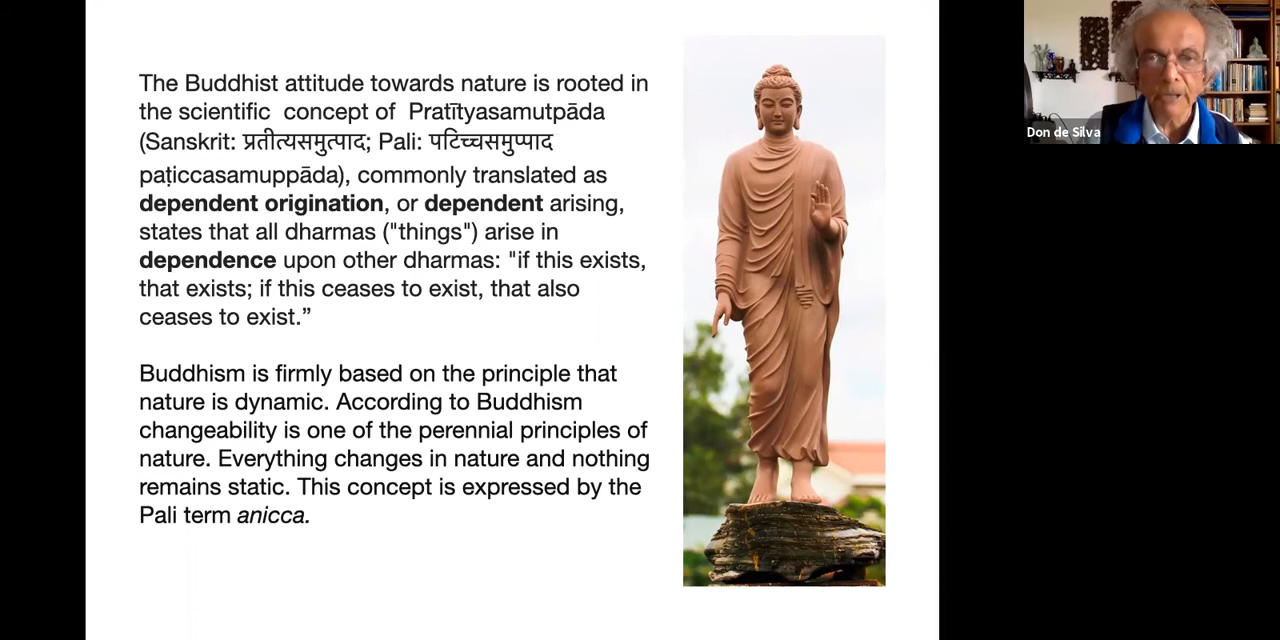 The Buddhist attitude towards nature is rooted in
the scientific concept of Pratītyasamutpāda
(Sanskrit: प्रतीत्यसमुत्पाद; Pali: पटिच्चसमुप्पाद
paṭiccasamuppāda), commonly translated as
dependent origination, or dependent arising,
states that all dharmas ("things") arise in
dependence upon other dharmas: "if this exists,
that exists; if this ceases to exist, that also
ceases to exist.”
Buddhism is firmly based on the principle that
nature is dynamic. According to Buddhism
changeability is one of the perennial principles of
nature. Everything changes in nature and nothing
remains static. This concept is expressed by the
Pali term anicca.
Don de Silva